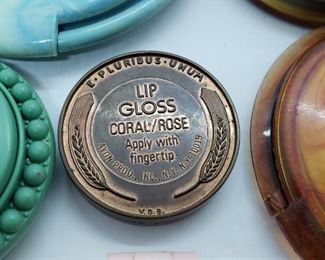 E·PLURIBUS·UNUM
LIP
GLOSS
CORAL/ROSE
Apply with
fingertip
AVON PROD., INC., N.Y. N.Y. 10019
V.D.B.